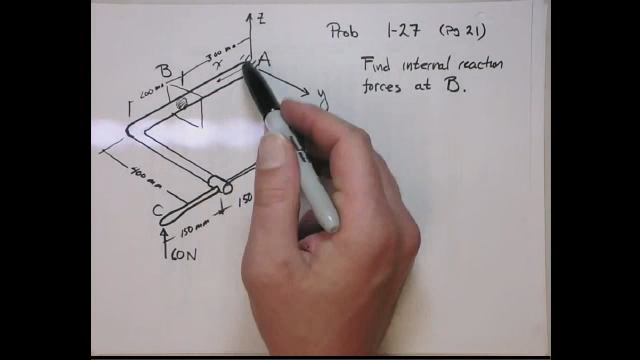 Prob 1-27 (Pg 21)
Find internal reaction
forces at B.
z
300 mm
A
x
B
200 mm
y
400 mm
C
150 mm
150
60N